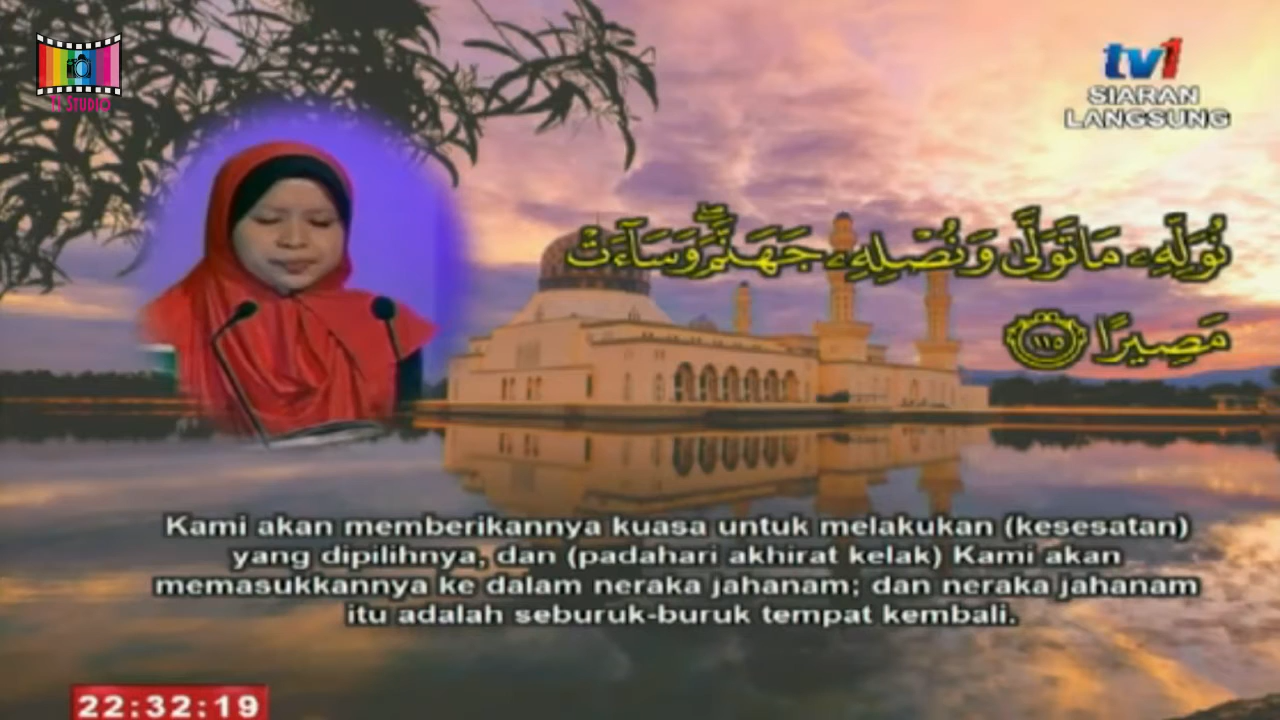 TI STUDIO
tv1
SIARAN
LANGSUNG
نُوَلِّهِۦ مَا تَوَلَّىٰ وَنُصْلِهِۦ جَهَنَّمَ ۖ وَسَآءَتْ
مَصِيرًا ١١٥
Kami akan memberikannya kuasa untuk melakukan (kesesatan)
yang dipilihnya, dan (padahari akhirat kelak) Kami akan
memasukkannya ke dalam neraka jahanam; dan neraka jahanam
itu adalah seburuk-buruk tempat kembali.
22:32:19